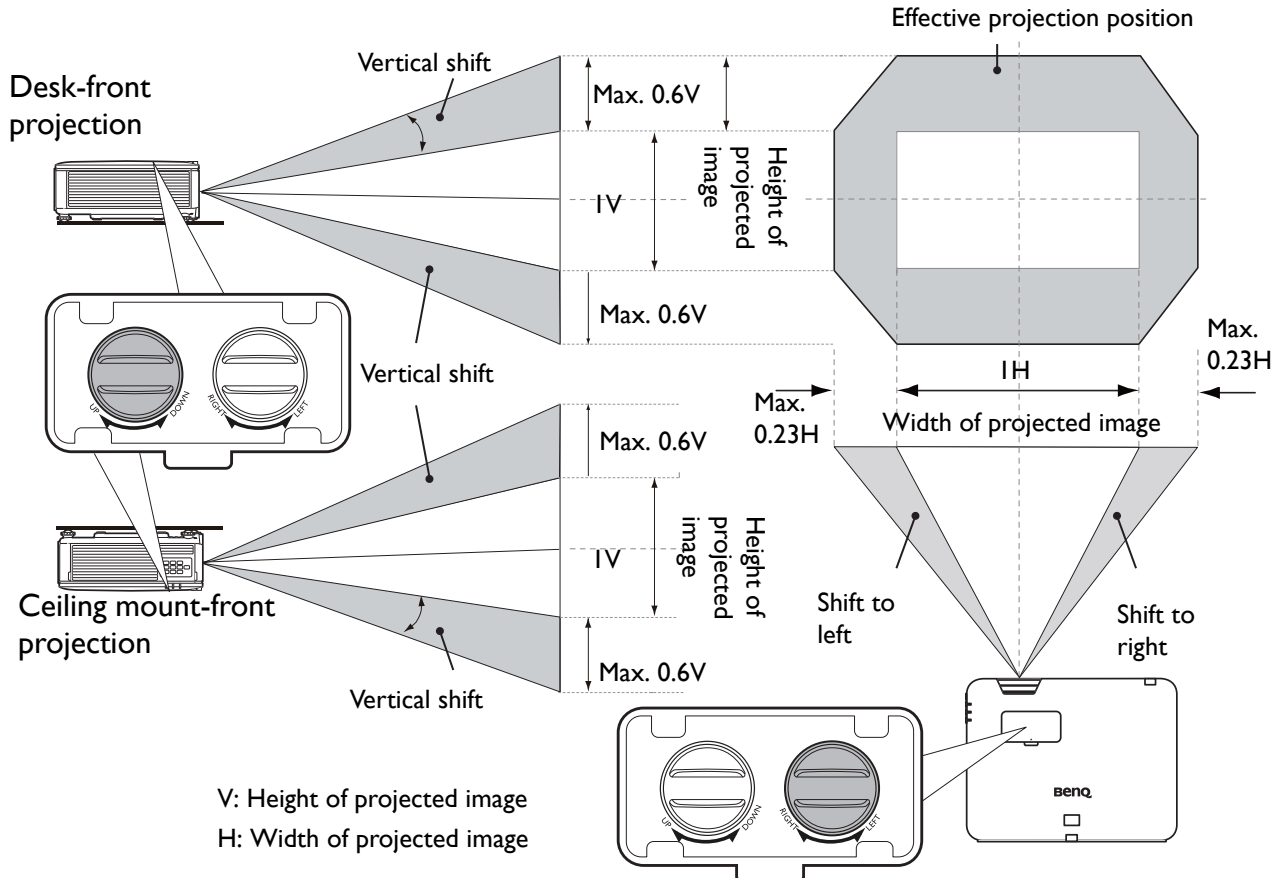 Effective projection position
Vertical shift
Desk-front
projection
Max. 0.6V
Height of
projected
image
1V
Max. 0.6V
Vertical shift
UP
DOWN
RIGHT
LEFT
Max.
0.23H
1H
Max.
0.23H
Width of projected image
Max. 0.6V
Height of
projected
image
1V
Ceiling mount-front
projection
Max. 0.6V
Vertical shift
Shift to
left
Shift to
right
UP
DOWN
RIGHT
LEFT
BenQ
V: Height of projected image
H: Width of projected image